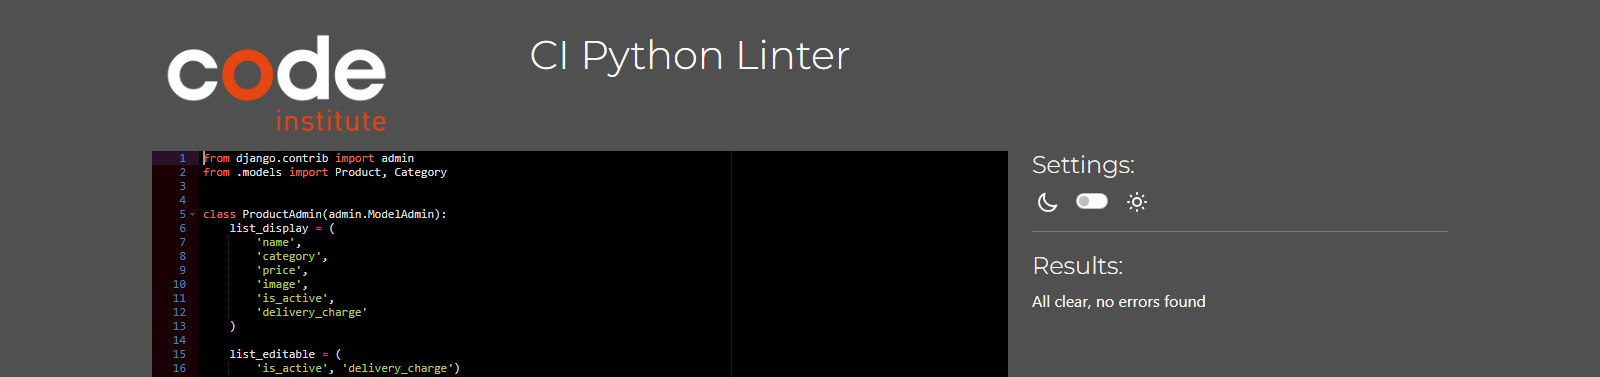 code
institute
CI Python Linter
1 from django.contrib import admin
2 from .models import Product, Category
3
4
5 class ProductAdmin(admin.ModelAdmin):
6     list_display = (
7         'name',
8         'category',
9         'price',
10         'image',
11         'is_active',
12         'delivery_charge'
13     )
14
15     list_editable = (
16         'is_active', 'delivery_charge')
Settings:
Results:
All clear, no errors found